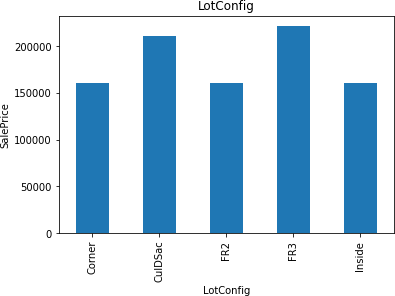 LotConfig
200000
150000
100000
50000
0
SalePrice
Corner
CulDSac
FR2
FR3
Inside
LotConfig